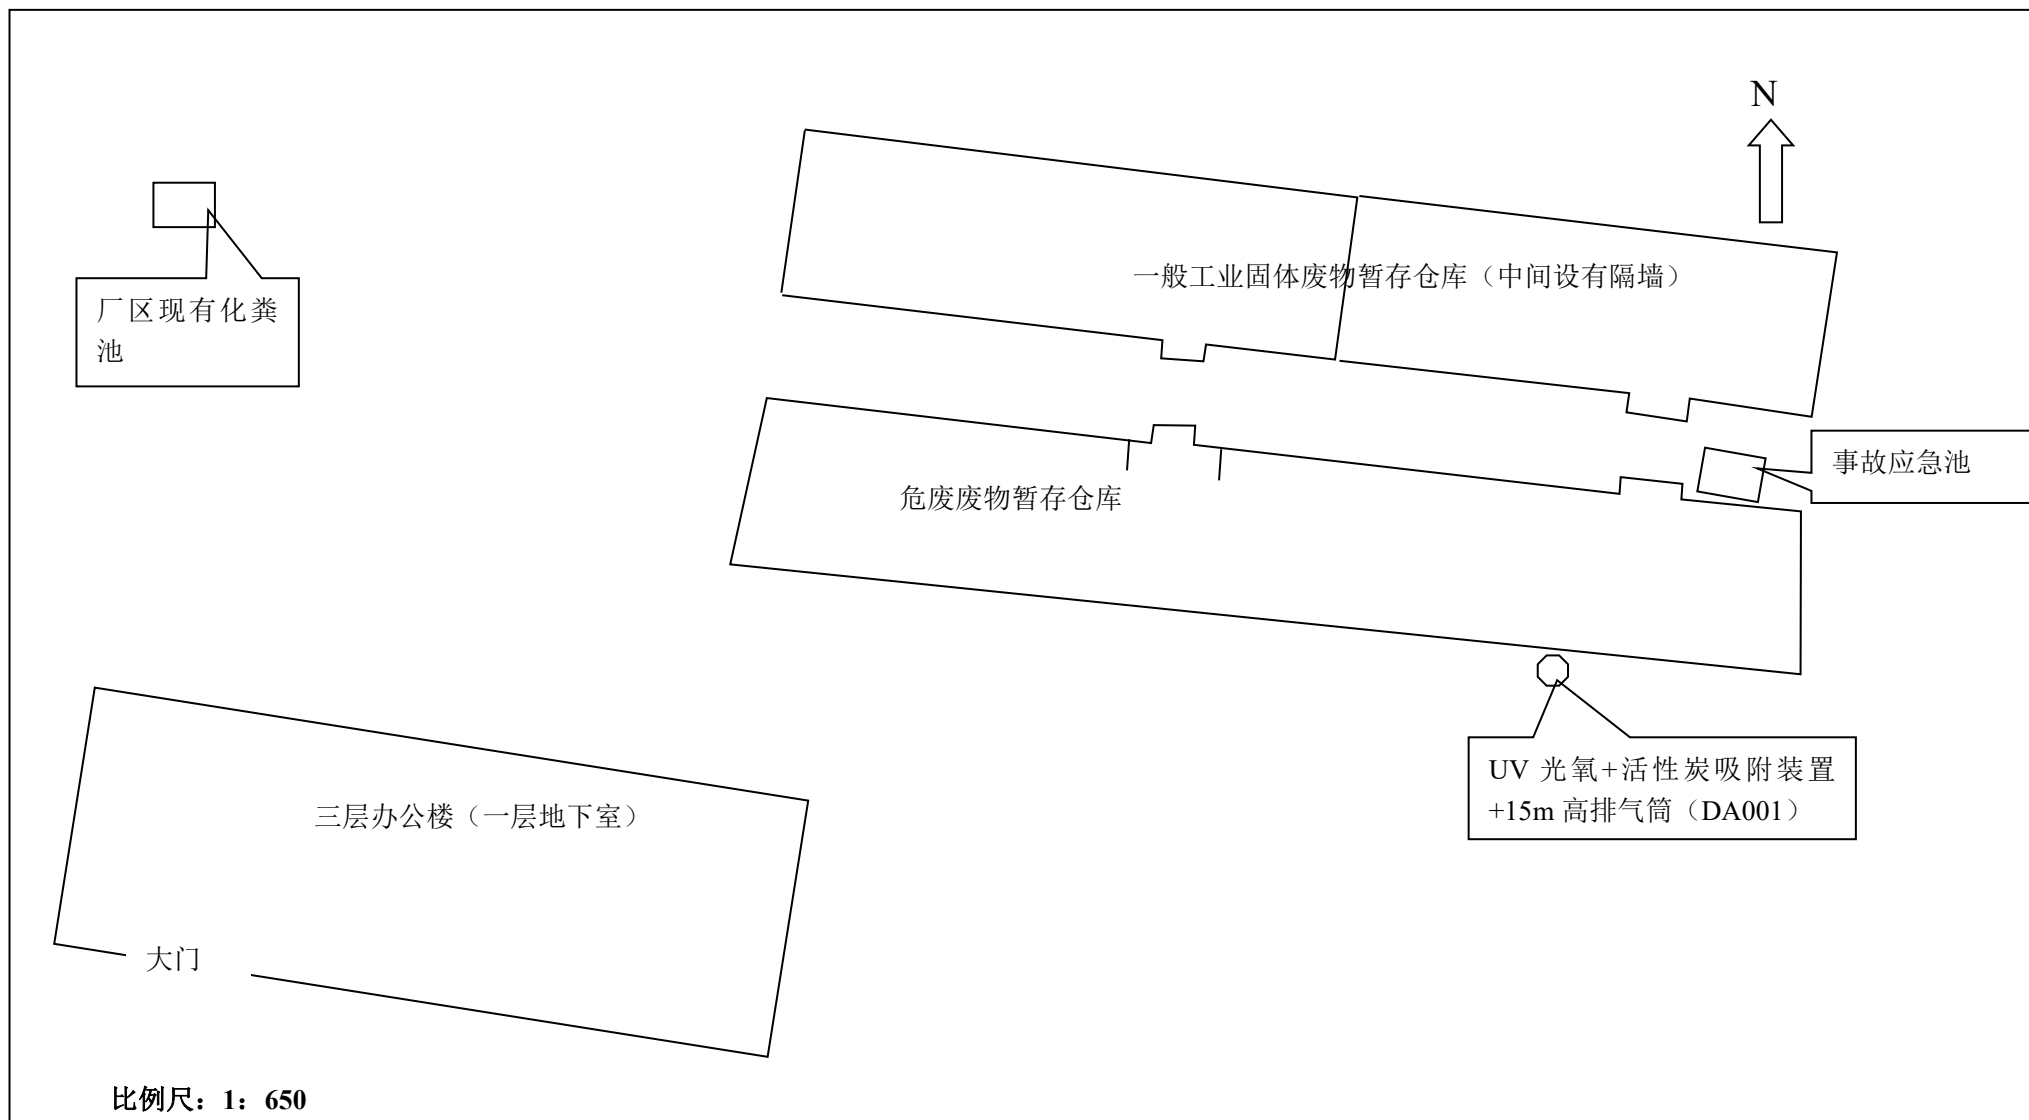 N
一般工业固体废物暂存仓库（中间设有隔墙）
厂区现有化粪
池
事故应急池
危废废物暂存仓库
UV 光氧+活性炭吸附装置
+15m 高排气筒（DA001）
三层办公楼（一层地下室）
大门
比例尺：1：650